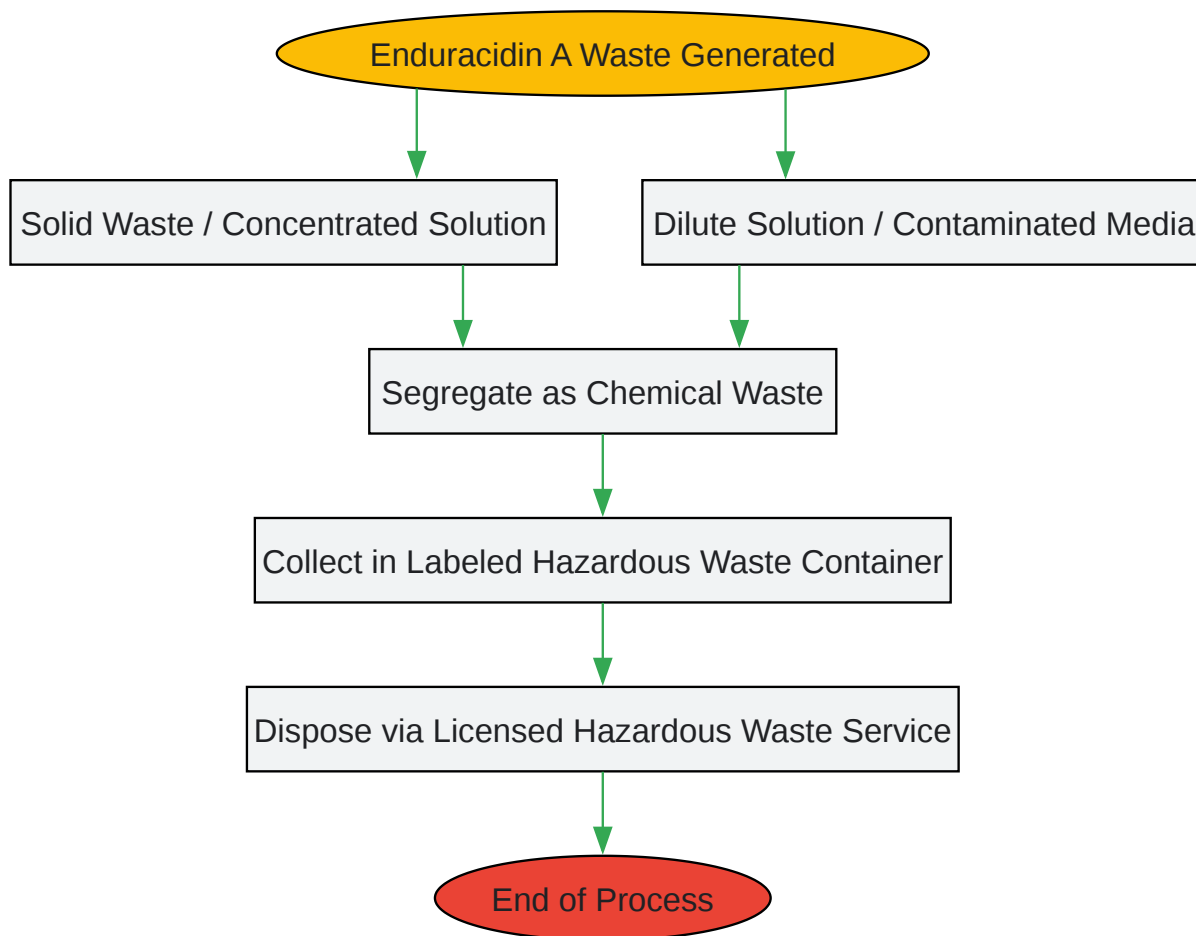 Enduracidin A Waste Generated
Solid Waste / Concentrated Solution
Dilute Solution / Contaminated Media
Segregate as Chemical Waste
Collect in Labeled Hazardous Waste Container
Dispose via Licensed Hazardous Waste Service
End of Process